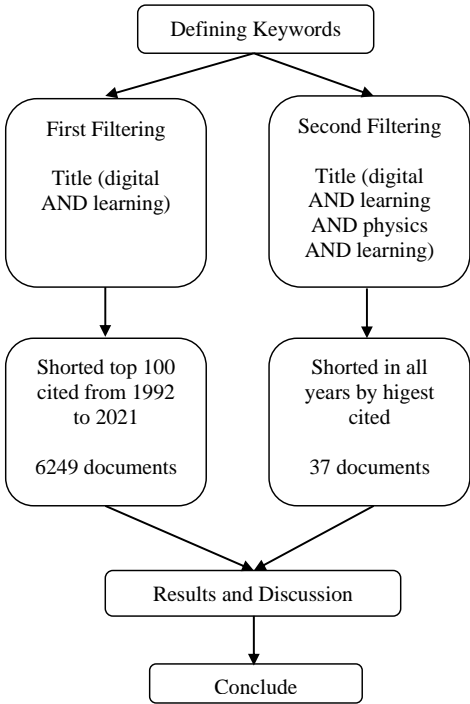 Defining Keywords
First Filtering
Title (digital
AND learning)
Second Filtering
Title (digital
AND learning
AND physics
AND learning)
Shorted top 100
cited from 1992
to 2021
6249 documents
Shorted in all
years by higest
cited
37 documents
Results and Discussion
Conclude